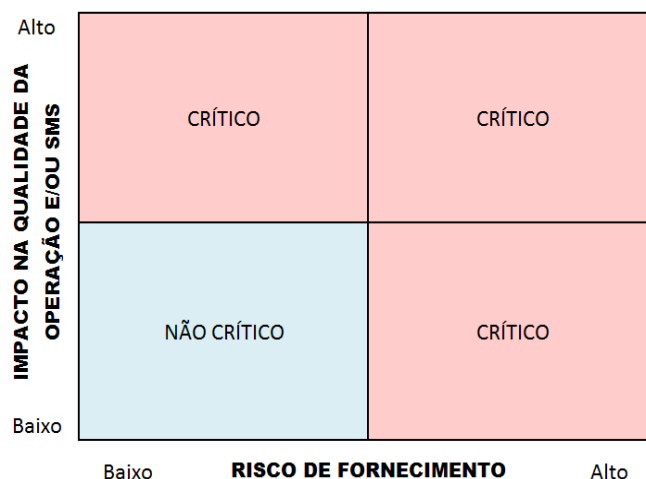 Alto
IMPACTO NA QUALIDADE DA
OPERAÇÃO E/OU SMS
CRÍTICO
CRÍTICO
NÃO CRÍTICO
CRÍTICO
Baixo
Baixo
RISCO DE FORNECIMENTO
Alto